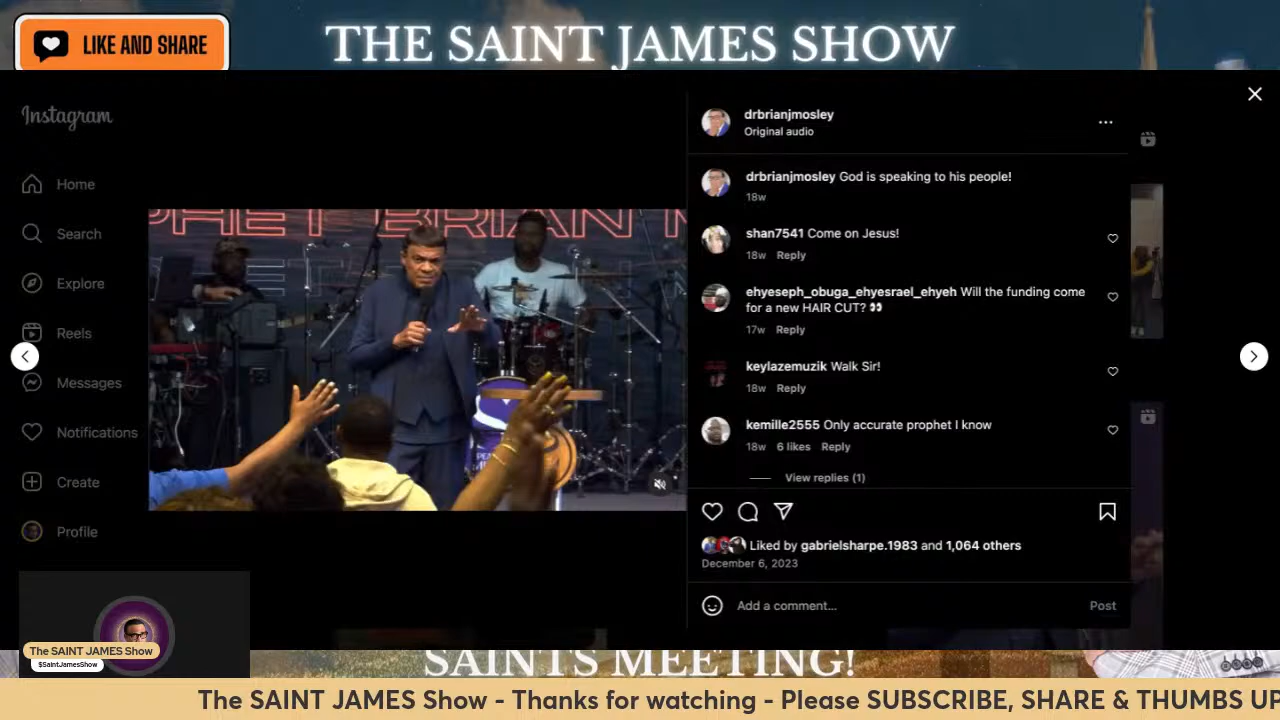 LIKE AND SHARE
THE SAINT JAMES SHOW
Instagram
Home
Search
Explore
Reels
Messages
Notifications
Create
Profile
PHET BRIAN M
drbrianjmosley
Original audio
drbrianjmosley God is speaking to his people!
18w
shan7541 Come on Jesus!
18w Reply
ehyeseph_obuga_ehyesrael_ehyeh Will the funding come
for a new HAIR CUT? 👀
17w Reply
keylazemuzik Walk Sir!
18w Reply
kemille2555 Only accurate prophet I know
18w 6 likes Reply
View replies (1)
Liked by gabrielsharpe.1983 and 1,064 others
December 6, 2023
Add a comment...
Post
The SAINT JAMES Show
$SaintJamesShow
SAINTS MEETING!
The SAINT JAMES Show - Thanks for watching - Please SUBSCRIBE, SHARE & THUMBS UP